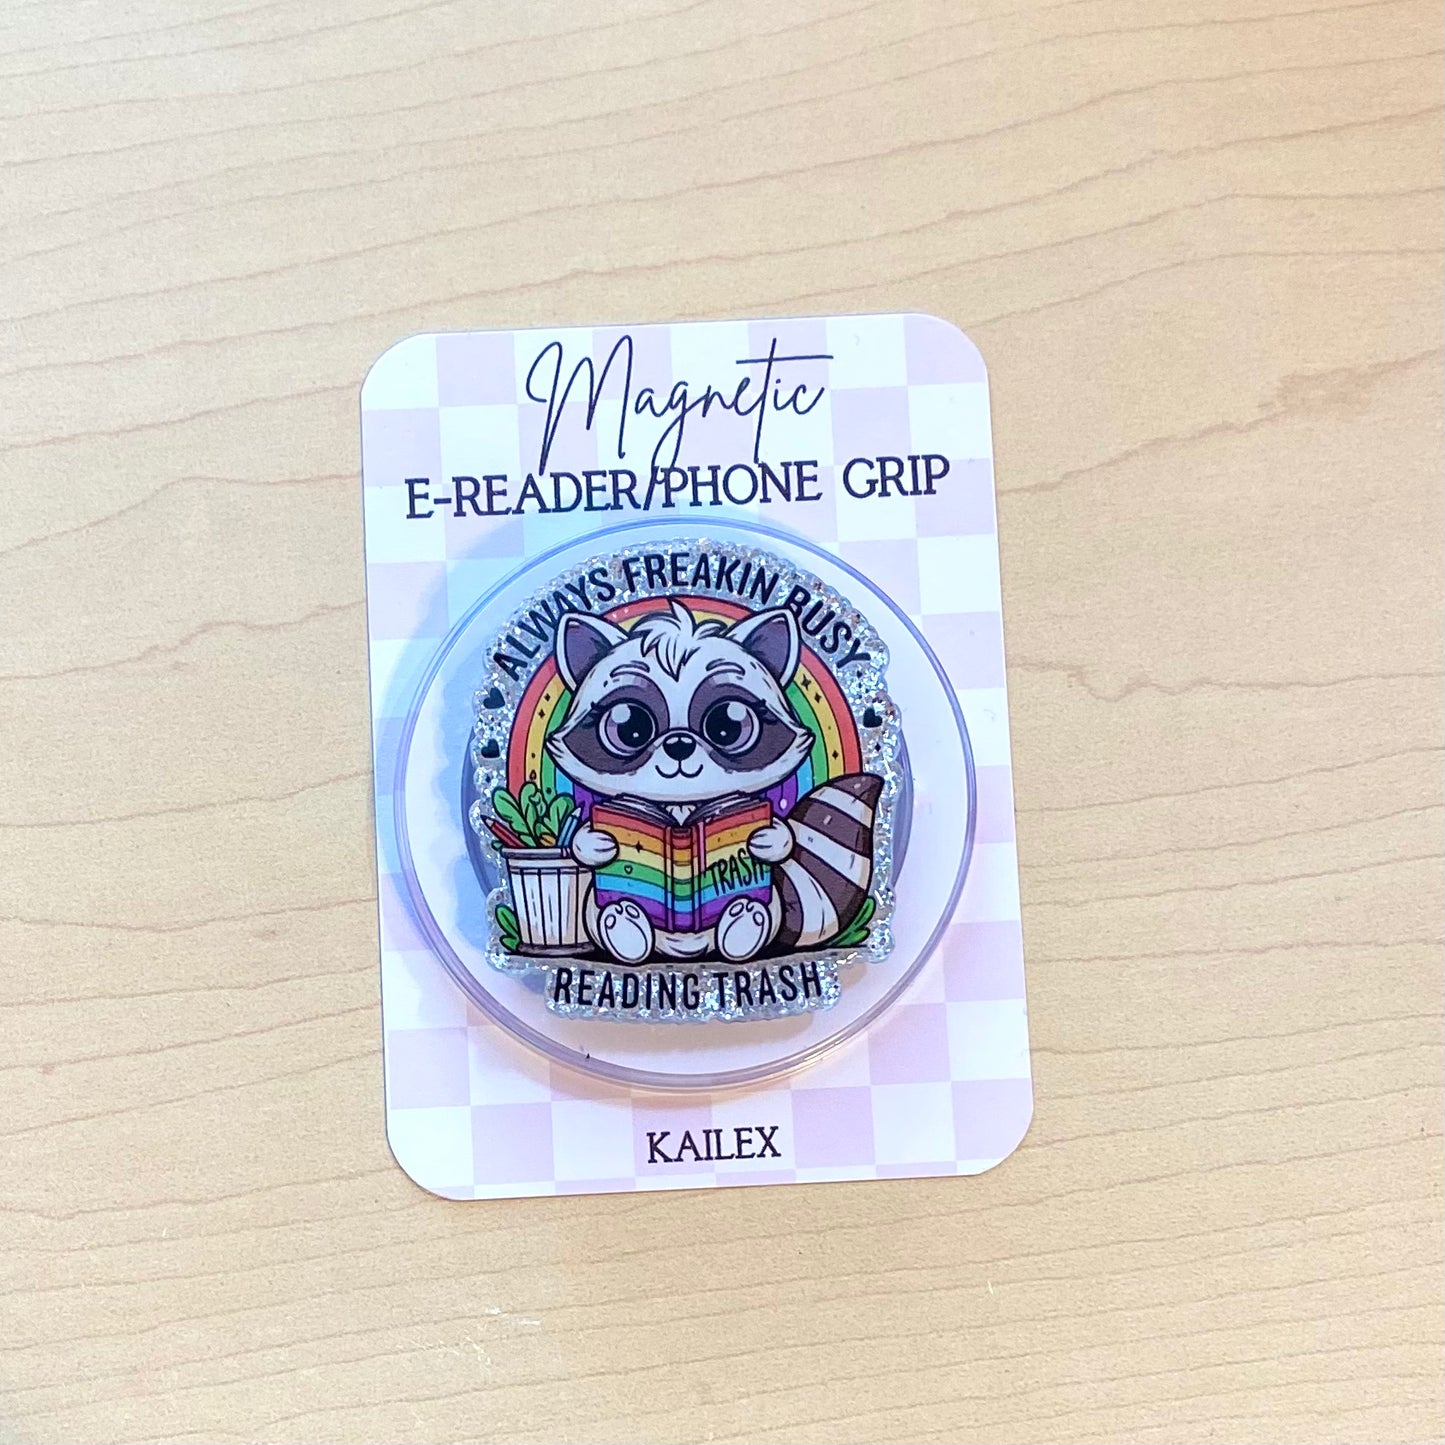 Magnetic
E-READER/PHONE GRIP
ALWAYS FREAKIN BUSY
TRASH
READING TRASH
KAILEX